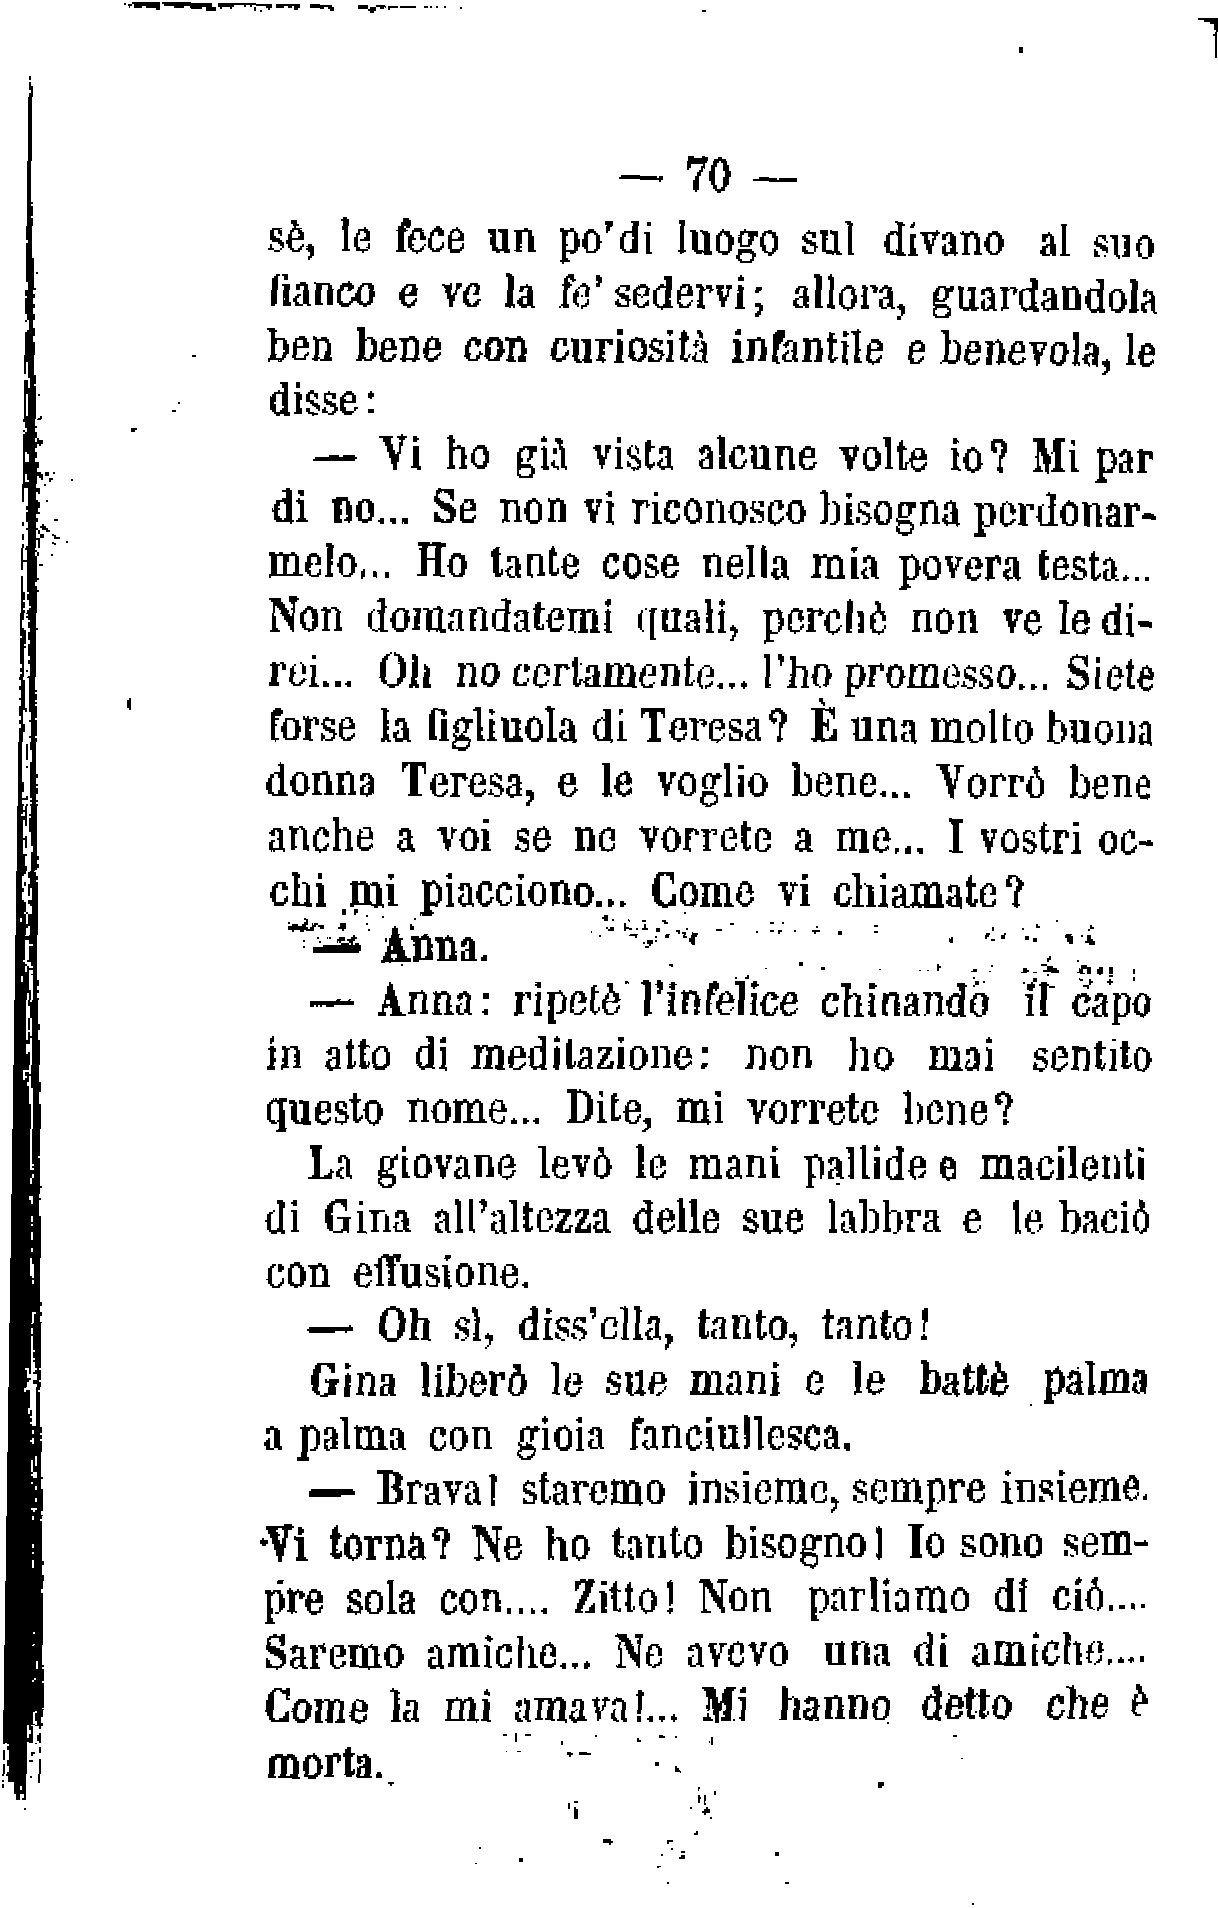 — 70 —
sè, le fece un po' di luogo sul divano al suo
fianco e ve la fe' sedervi; allora, guardandola
ben bene con curiosità infantile e benevola, le
disse:
— Vi ho già vista alcune volte io? Mi par
di no... Se non vi riconosco bisogna perdonar-
melo... Ho tante cose nella mia povera testa...
Non domandatemi quali, perchè non ve le di-
rei... Oh no certamente... l'ho promesso... Siete
forse la figliuola di Teresa? È una molto buona
donna Teresa, e le voglio bene... Vorrò bene
anche a voi se ne vorrete a me... I vostri oc-
chi mi piacciono... Come vi chiamate?
— Anna.
— Anna: ripetè l'infelice chinando il capo
in atto di meditazione: non ho mai sentito
questo nome... Dite, mi vorrete bene?
La giovane levò le mani pallide e macilenti
di Gina all'altezza delle sue labbra e le baciò
con effusione.
— Oh sì, diss'ella, tanto, tanto!
Gina liberò le sue mani e le battè palma
a palma con gioia fanciullesca.
— Brava! staremo insieme, sempre insieme.
Vi torna? Ne ho tanto bisogno! Io sono sem-
pre sola con.... Zitto! Non parliamo di ciò....
Saremo amiche... Ne avevo una di amiche....
Come la mi amava!... Mi hanno detto che è
morta.